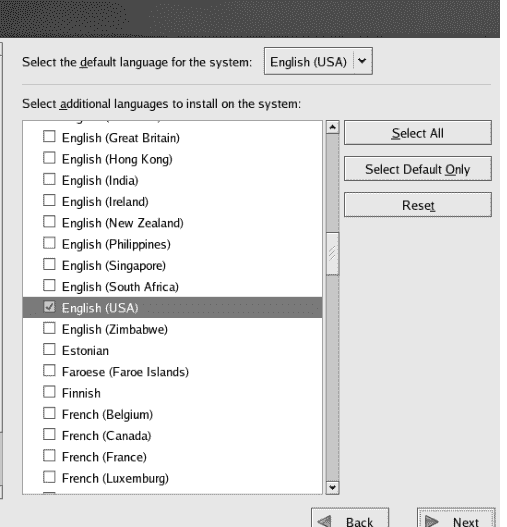 Select the default language for the system: English (USA)
Select additional languages to install on the system:
English (Great Britain)
English (Hong Kong)
English (India)
English (Ireland)
English (New Zealand)
English (Philippines)
English (Singapore)
English (South Africa)
English (USA)
English (Zimbabwe)
Estonian
Faroese (Faroe Islands)
Finnish
French (Belgium)
French (Canada)
French (France)
French (Luxemburg)
Select All
Select Default Only
Reset
Back
Next